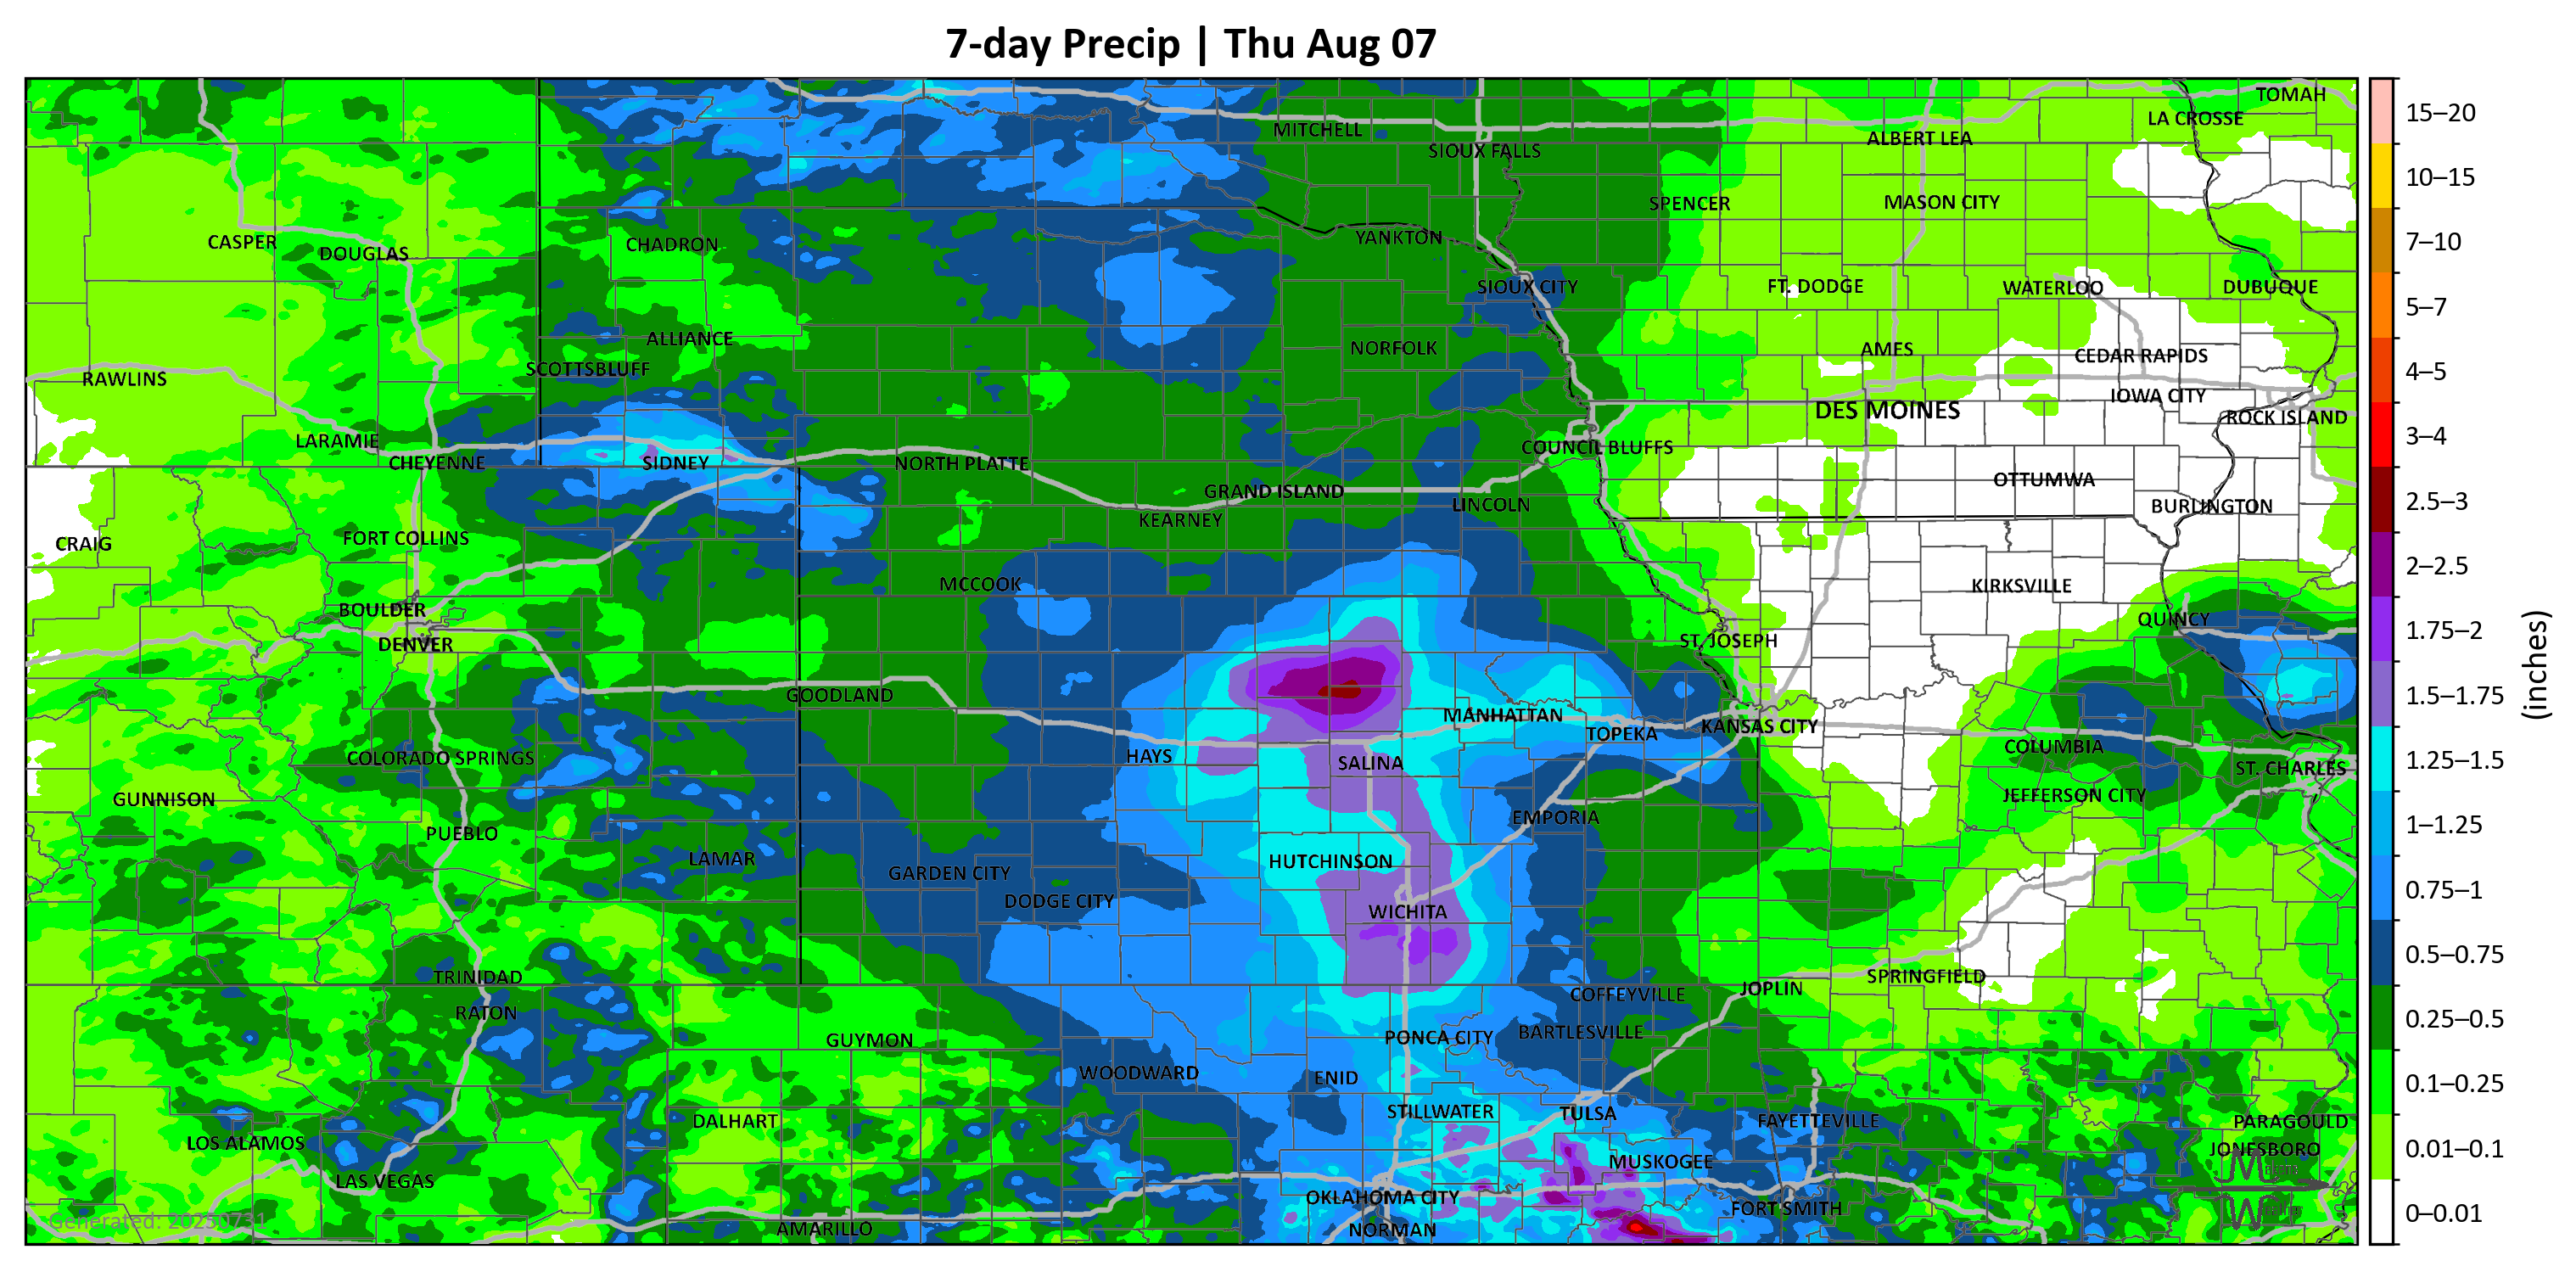 7-day Precip | Thu Aug 07
TOMAH
LA CROSSE
MITCHELL
ALBERT LEA
SIOUX FALLS
MASON CITY
SPENCER
YANKTON
CASPER
CHADRON
DOUGLAS
FT. DODGE
SIOUX CITY
WATERLOO
DUBUQUE
ALLIANCE
NORFOLK
AMES
CEDAR RAPIDS
SCOTTSBLUFF
RAWLINS
IOWA CITY
DES MOINES
ROCK ISLAND
LARAMIE
COUNCIL BLUFFS
CHEYENNE
SIDNEY
NORTH PLATTE
OTTUMWA
GRAND ISLAND
LINCOLN
BURLINGTON
KEARNEY
FORT COLLINS
CRAIG
MCCOOK
KIRKSVILLE
BOULDER
QUINCY
DENVER
ST. JOSEPH
GOODLAND
MANHATTAN
KANSAS CITY
TOPEKA
COLUMBIA
HAYS
COLORADO SPRINGS
SALINA
ST. CHARLES
GUNNISON
JEFFERSON CITY
EMPORIA
PUEBLO
LAMAR
HUTCHINSON
GARDEN CITY
DODGE CITY
WICHITA
TRINIDAD
SPRINGFIELD
JOPLIN
COFFEYVILLE
RATON
BARTLESVILLE
PONCA CITY
GUYMON
WOODWARD
ENID
STILLWATER
TULSA
DALHART
FAYETTEVILLE
PARAGOULD
LOS ALAMOS
JONESBORO
MUSKOGEE
LAS VEGAS
OKLAHOMA CITY
FORT SMITH
AMARILLO
NORMAN
Generated: 20250731
15–20
10–15
7–10
5–7
4–5
3–4
2.5–3
2–2.5
1.75–2
1.5–1.75
1.25–1.5
1–1.25
0.75–1
0.5–0.75
0.25–0.5
0.1–0.25
0.01–0.1
0–0.01
(inches)